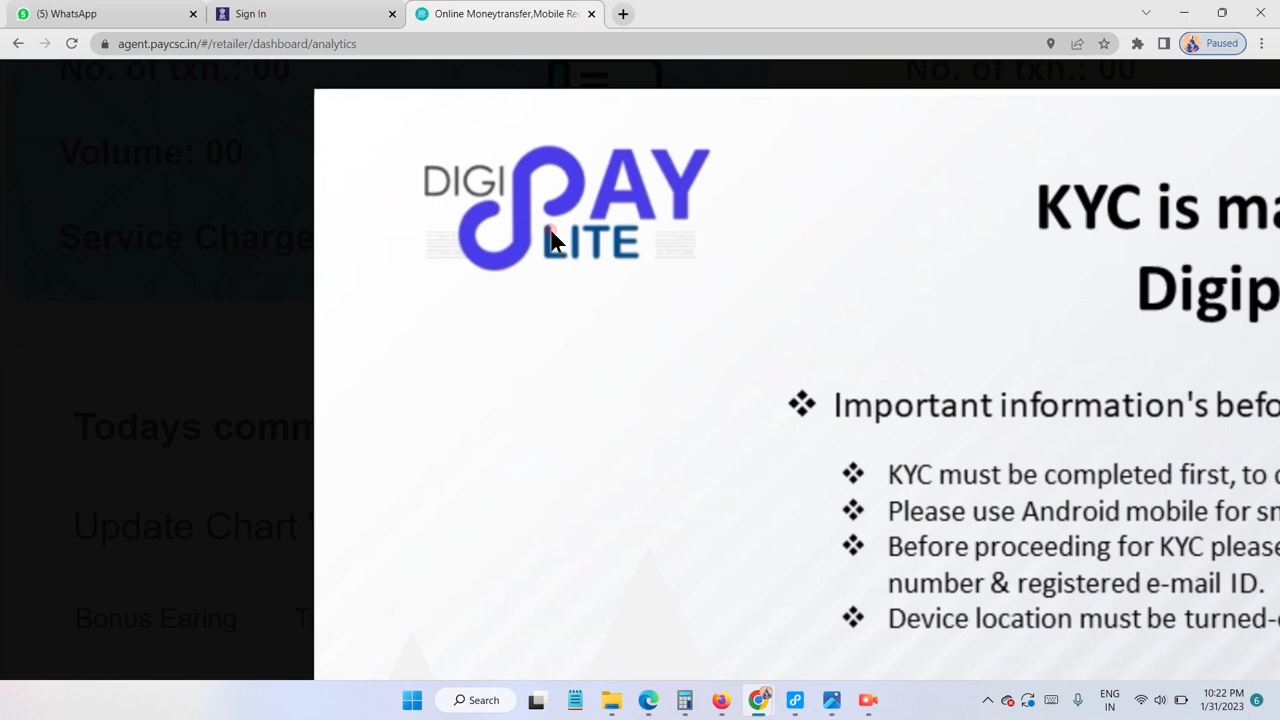 (5) WhatsApp
Sign In
Online Moneytransfer,Mobile Re
agent.paycsc.in/#/retailer/dashboard/analytics
Paused
No. of txn.: 00
No. of txn.: 00
Volume: 00
Service Charge
DIGI PAY
LITE
KYC is ma
Digip
Important information's befo
KYC must be completed first, to
Please use Android mobile for sm
Before proceeding for KYC please
number & registered e-mail ID.
Device location must be turned-
Todays comm
Update Chart
Bonus Earing
T
Search
ENG
IN
10:22 PM
1/31/2023
6